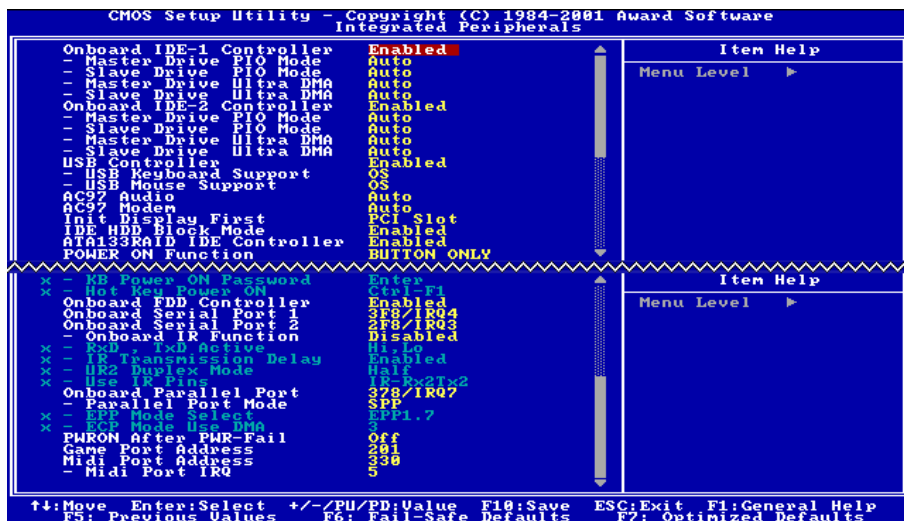 CMOS Setup Utility - Copyright (C) 1984-2001 Award Software
Integrated Peripherals
Onboard IDE-1 Controller Enabled
- Master Drive PIO Mode Auto
- Slave Drive PIO Mode Auto
- Master Drive Ultra DMA Auto
- Slave Drive Ultra DMA Auto
Onboard IDE-2 Controller Enabled
- Master Drive PIO Mode Auto
- Slave Drive PIO Mode Auto
- Master Drive Ultra DMA Auto
- Slave Drive Ultra DMA Auto
USB Controller Enabled
- USB Keyboard Support OS
- USB Mouse Support OS
AC97 Audio Auto
AC97 Modem Auto
Init Display First PCI Slot
IDE HDD Block Mode Enabled
ATA133RAID IDE Controller Enabled
POWER ON Function BUTTON ONLY
Item Help
Menu Level ▶
x - KB Power ON Password Enter
x - Hot Key Power ON Ctrl-F1
Onboard FDD Controller Enabled
Onboard Serial Port 1 3F8/IRQ4
Onboard Serial Port 2 2F8/IRQ3
- Onboard IR Function Disabled
x - RxD , TxD Active Hi,Lo
x - IR Transmission Delay Enabled
x - UR2 Duplex Mode Half
x - Use IR Pins IR-Rx2Tx2
Onboard Parallel Port 378/IRQ7
- Parallel Port Mode SPP
x - EPP Mode Select EPP1.7
x - ECP Mode Use DMA 3
PWRON After PWR-Fail Off
Game Port Address 201
Midi Port Address 330
- Midi Port IRQ 5
Item Help
Menu Level ▶
↑↓:Move Enter:Select +/-/PU/PD:Value F10:Save ESC:Exit F1:General Help
F5: Previous Values F6: Fail-Safe Defaults F7: Optimized Defaults